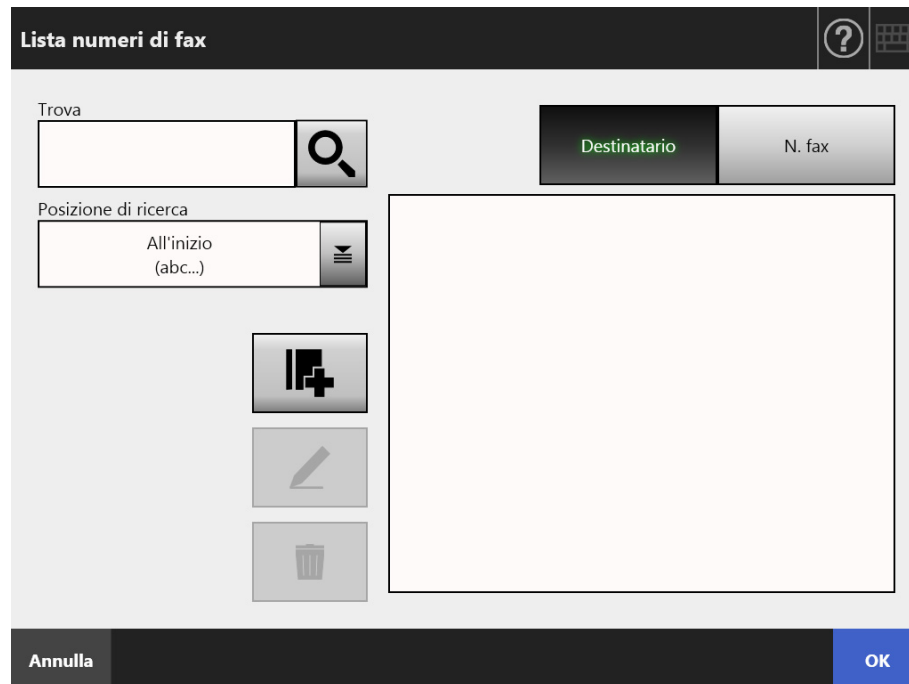 Lista numeri di fax
?
Trova
Destinatario
N. fax
Posizione di ricerca
All'inizio
(abc...)
Annulla
OK